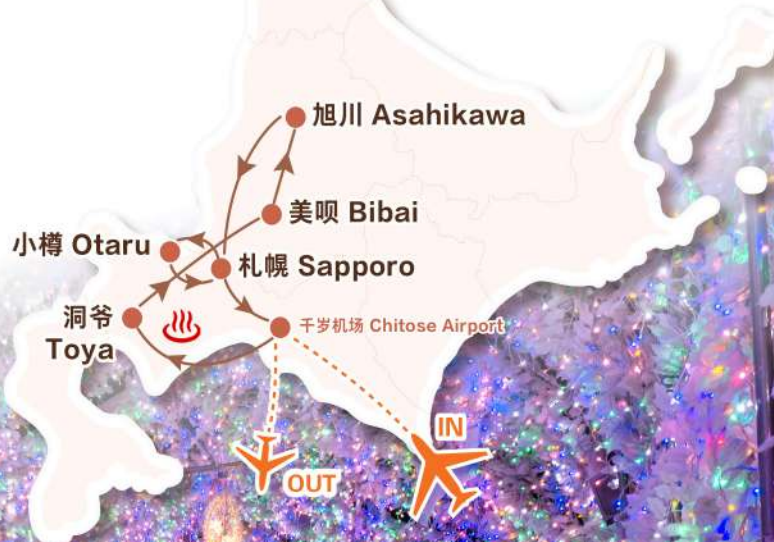 旭川 Asahikawa
美呗 Bibai
小樽 Otaru
札幌 Sapporo
洞爷
Toya
千岁机场 Chitose Airport
IN
OUT